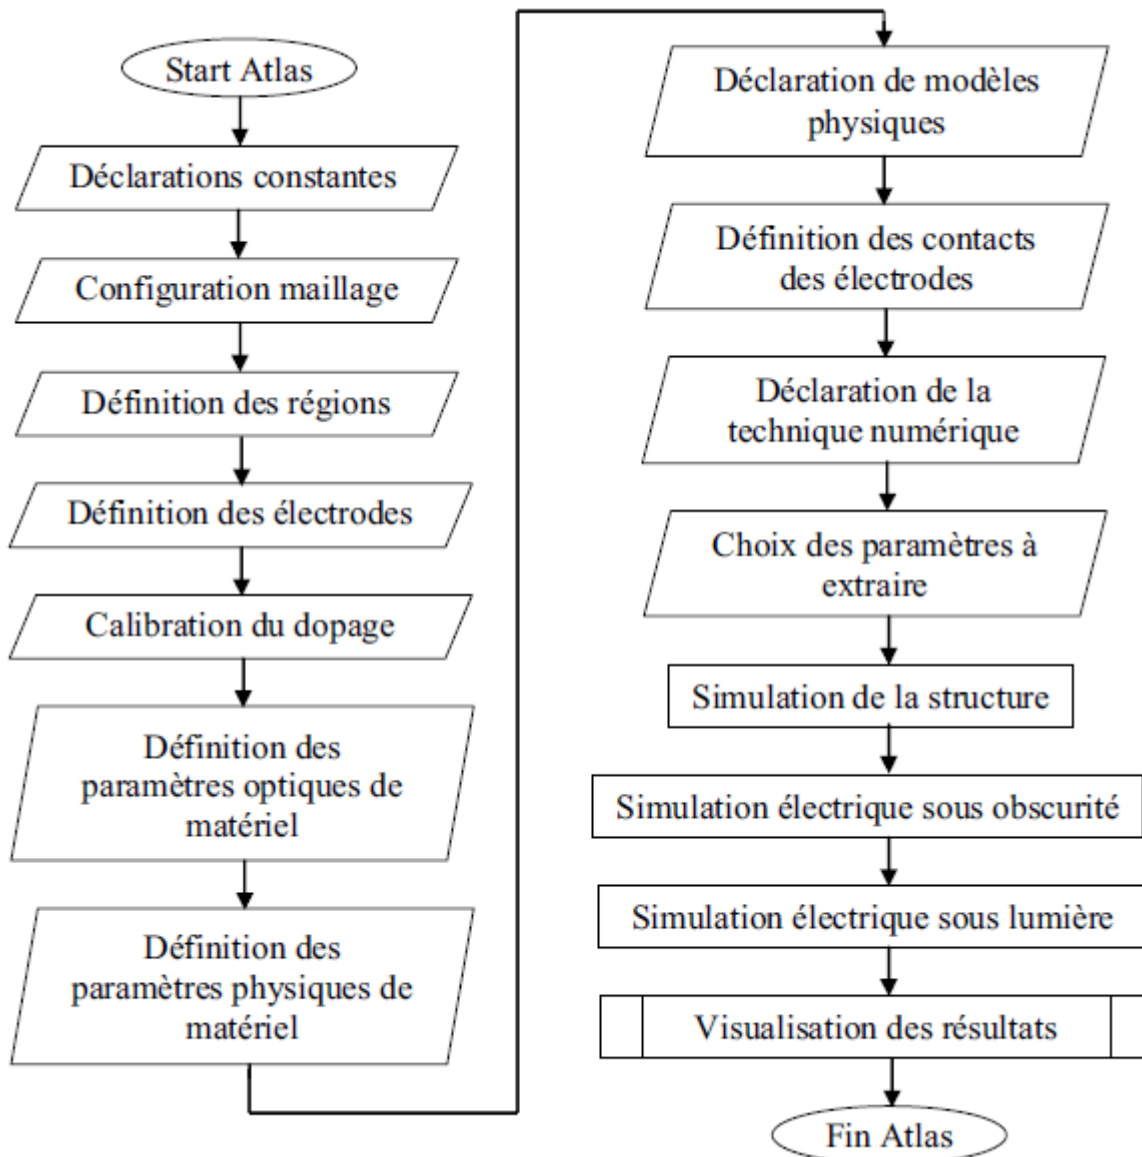 Start Atlas
Déclarations constantes
Configuration maillage
Définition des régions
Définition des électrodes
Calibration du dopage
Définition des
paramètres optiques de
matériel
Définition des
paramètres physiques de
matériel
Déclaration de modèles
physiques
Définition des contacts
des électrodes
Déclaration de la
technique numérique
Choix des paramètres à
extraire
Simulation de la structure
Simulation électrique sous obscurité
Simulation électrique sous lumière
Visualisation des résultats
Fin Atlas